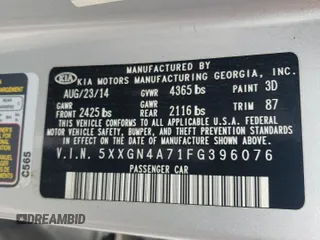 MANUFACTURED BY
KIA KIA MOTORS MANUFACTURING GEORGIA, INC.
AUG/23/14 GVWR 4365 lbs PAINT 3D
GAWR FRONT 2425 lbs GAWR REAR 2116 lbs TRIM 87
THIS VEHICLE CONFORMS TO ALL APPLICABLE U.S.A. FEDERAL
MOTOR VEHICLE SAFETY, BUMPER, AND THEFT PREVENTION
STANDARDS IN EFFECT ON THE DATE OF MANUFACTURE SHOWN ABOVE.
V.I.N. 5XXGN4A71FG396076
PASSENGER CAR
C565
DREAMBID